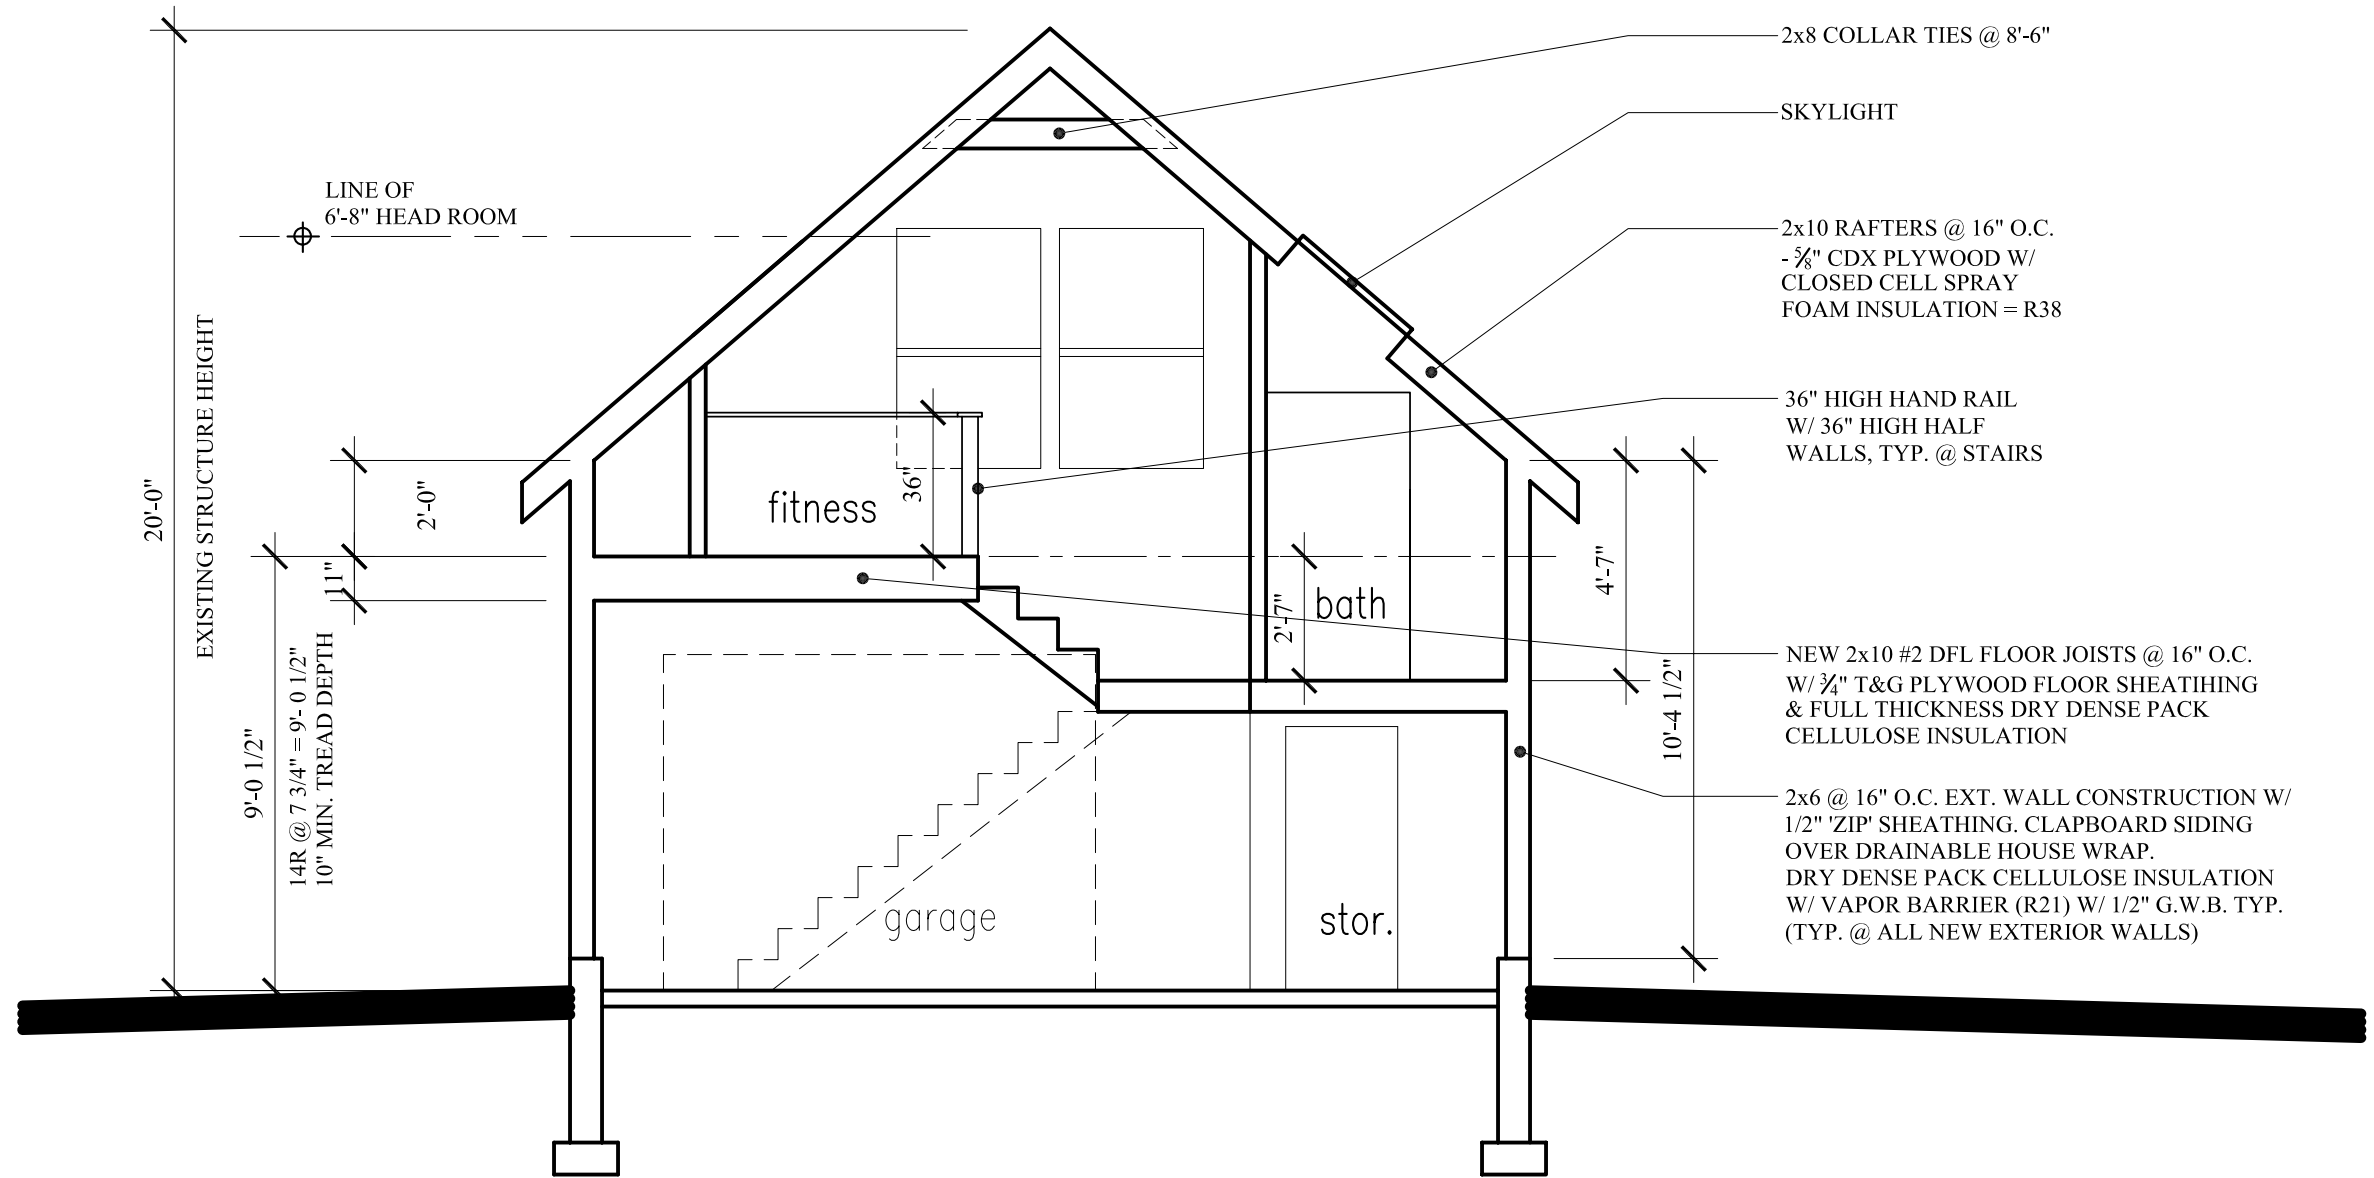 2x8 COLLAR TIES @ 8'-6"
SKYLIGHT
LINE OF
6'-8" HEAD ROOM
2x10 RAFTERS @ 16" O.C.
- 5/8" CDX PLYWOOD W/
CLOSED CELL SPRAY
FOAM INSULATION = R38
36" HIGH HAND RAIL
W/ 36" HIGH HALF
WALLS, TYP. @ STAIRS
20'-0"
EXISTING STRUCTURE HEIGHT
2'-0"
11"
9'-0 1/2"
14R @ 7 3/4" = 9'- 0 1/2"
10" MIN. TREAD DEPTH
fitness
36"
2'-7"
bath
4'-7"
10'-4 1/2"
NEW 2x10 #2 DFL FLOOR JOISTS @ 16" O.C.
W/ 3/4" T&G PLYWOOD FLOOR SHEATIHING
& FULL THICKNESS DRY DENSE PACK
CELLULOSE INSULATION
garage
stor.
2x6 @ 16" O.C. EXT. WALL CONSTRUCTION W/
1/2" 'ZIP' SHEATHING. CLAPBOARD SIDING
OVER DRAINABLE HOUSE WRAP.
DRY DENSE PACK CELLULOSE INSULATION
W/ VAPOR BARRIER (R21) W/ 1/2" G.W.B. TYP.
(TYP. @ ALL NEW EXTERIOR WALLS)